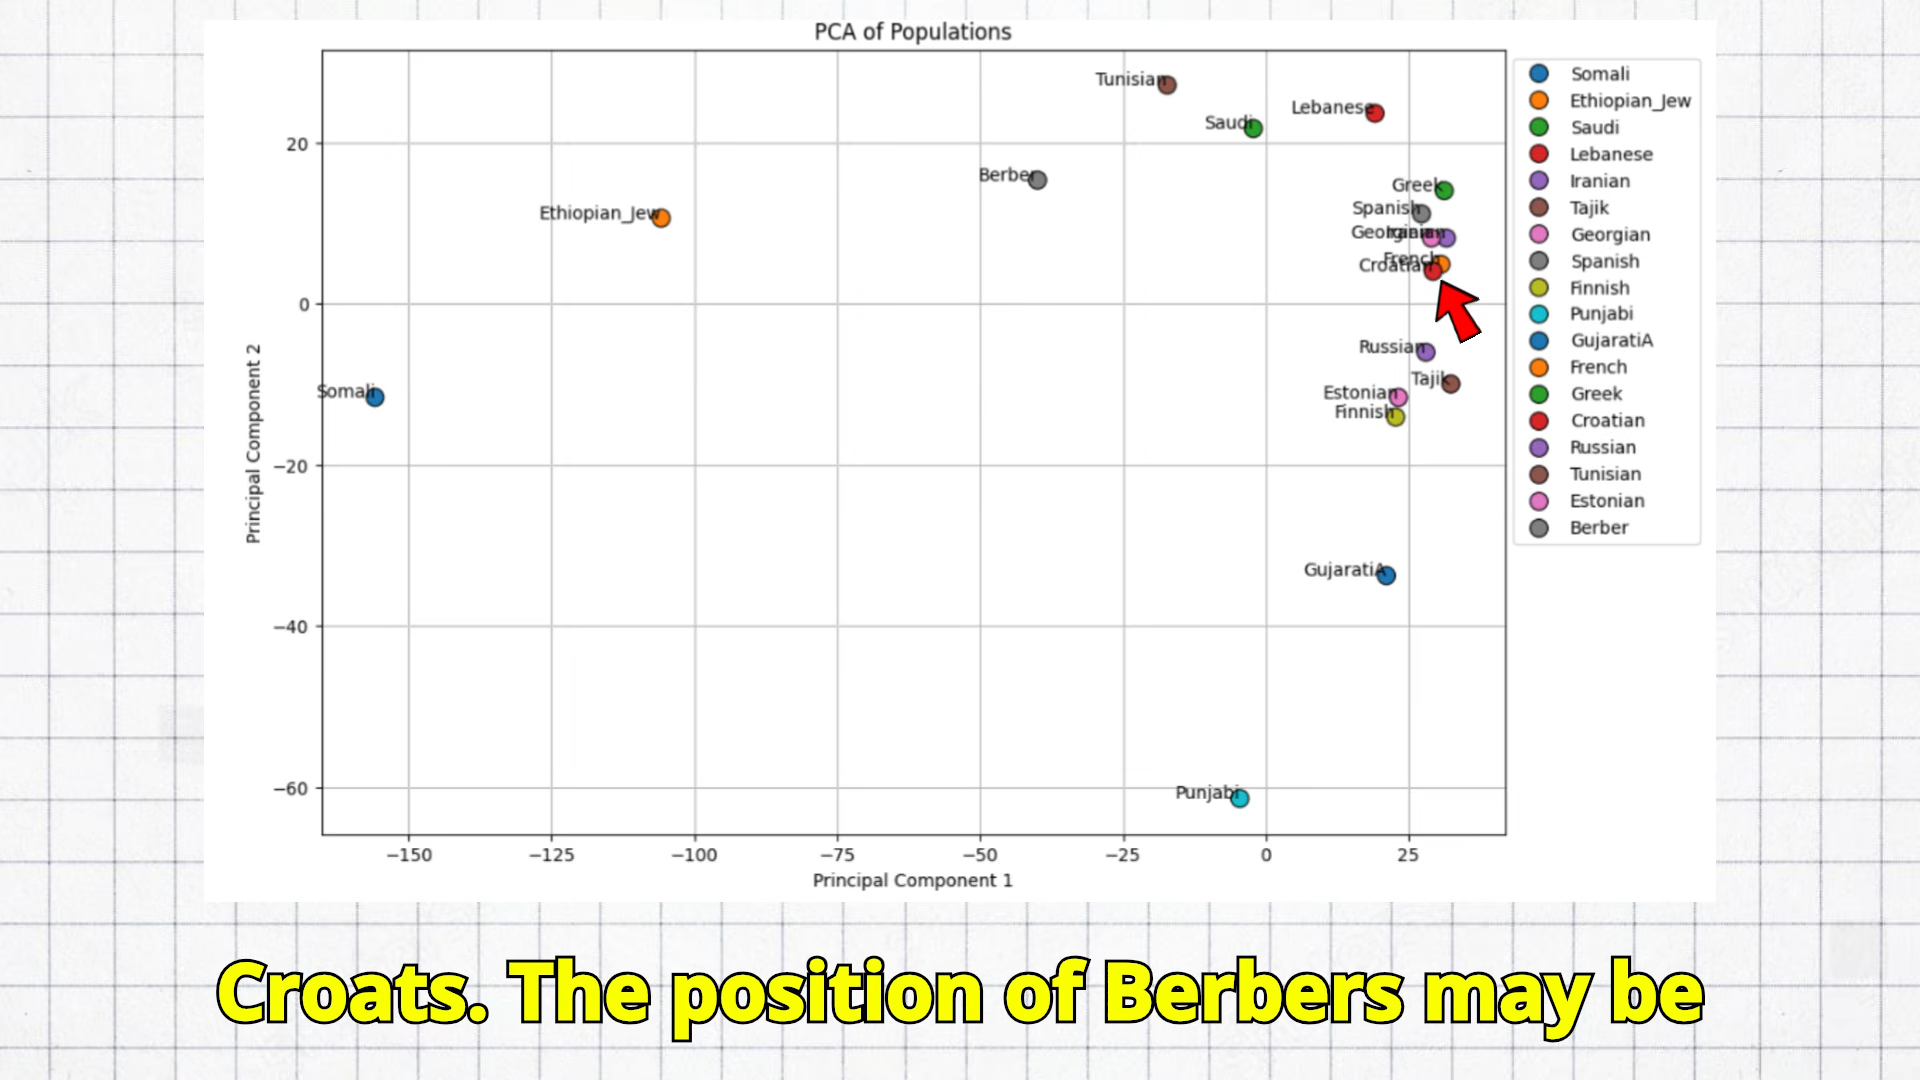 PCA of Populations
Tunisian
Lebanese
Saudi
Berber
Greek
Ethiopian_Jew
Spanish
Georgian
Iranian
French
Croatian
Russian
Tajik
Somali
Estonian
Finnish
GujaratiA
Punjabi
20
0
−20
−40
−60
Principal Component 2
−150
−125
−100
−75
−50
−25
0
25
Principal Component 1
Somali
Ethiopian_Jew
Saudi
Lebanese
Iranian
Tajik
Georgian
Spanish
Finnish
Punjabi
GujaratiA
French
Greek
Croatian
Russian
Tunisian
Estonian
Berber
Croats. The position of Berbers may be